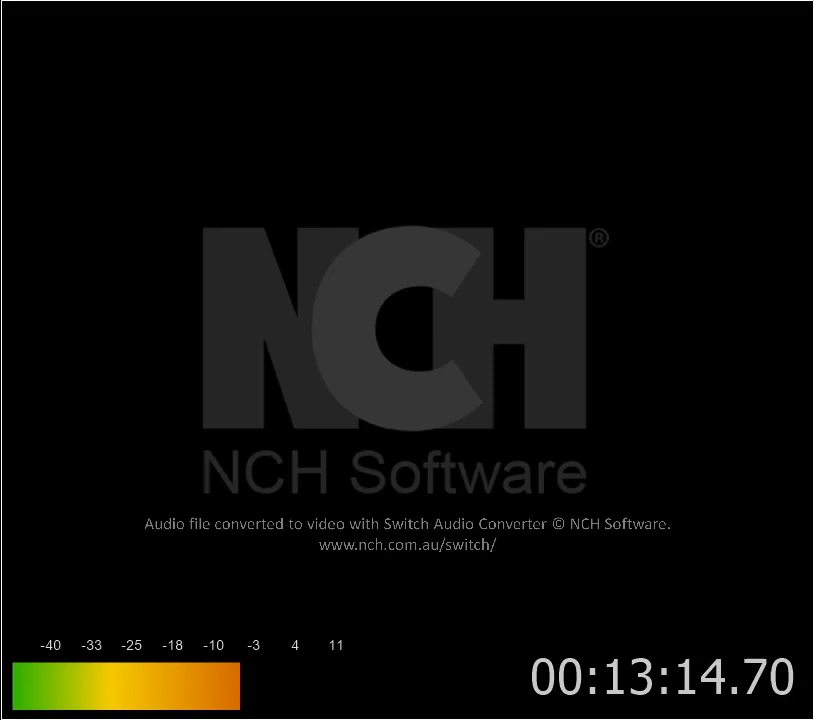 NCH®
NCH Software
Audio file converted to video with Switch Audio Converter © NCH Software.
www.nch.com.au/switch/
-40 -33 -25 -18 -10 -3 4 11
00:13:14.70